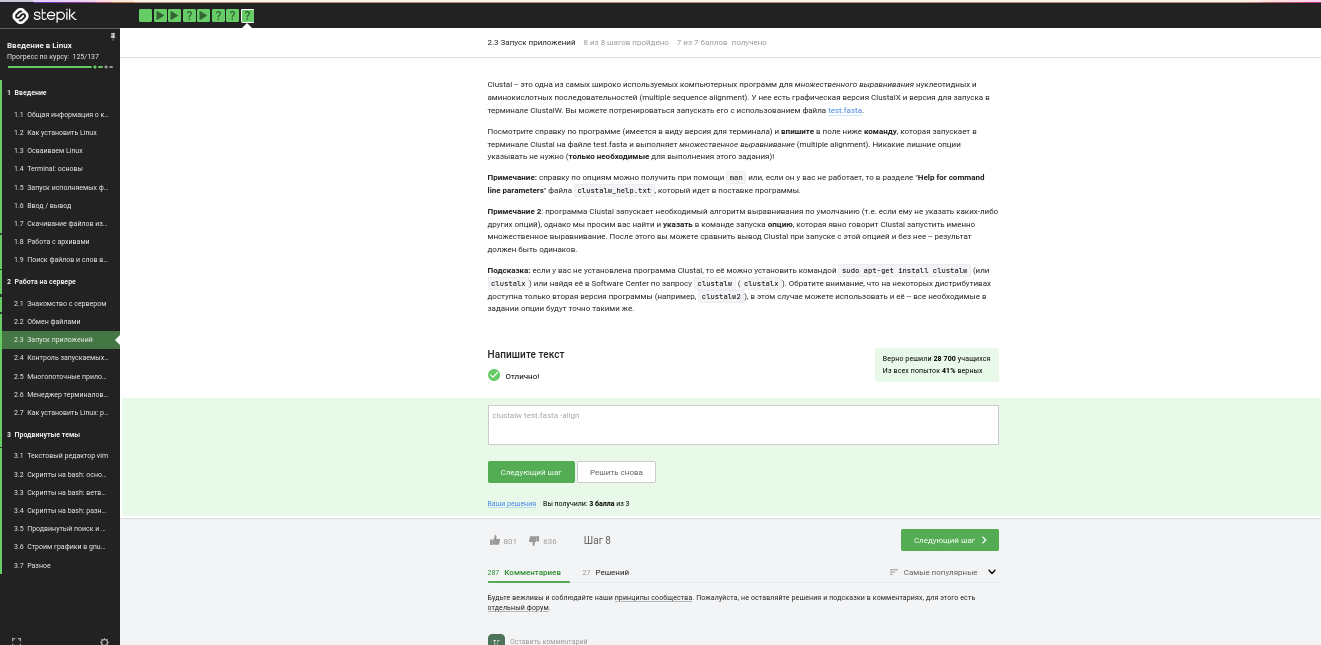 stepik
Введение в Linux
Прогресс по курсу: 125/137
1 Введение
1.1 Общая информация о к...
1.2 Как установить Linux
1.3 Осваиваем Linux
1.4 Terminal: основы
1.5 Запуск исполняемых ф...
1.6 Ввод / вывод
1.7 Скачивание файлов из...
1.8 Работа с архивами
1.9 Поиск файлов и слов в...
2 Работа на сервере
2.1 Знакомство с сервером
2.2 Обмен файлами
2.3 Запуск приложений
2.4 Контроль запускаемых...
2.5 Многопоточные прило...
2.6 Менеджер терминалов...
2.7 Как установить Linux: р...
3 Продвинутые темы
3.1 Текстовый редактор vim
3.2 Скрипты на bash: осно...
3.3 Скрипты на bash: ветв...
3.4 Скрипты на bash: разн...
3.5 Продвинутый поиск и ...
3.6 Строим графики в gnu...
3.7 Разное
2.3 Запуск приложений 8 из 8 шагов пройдено 7 из 7 баллов получено
Clustal – это одна из самых широко используемых компьютерных программ для множественного выравнивания нуклеотидных и
аминокислотных последовательностей (multiple sequence alignment). У нее есть графическая версия ClustalX и версия для запуска в
терминале ClustalW. Вы можете потренироваться запускать его с использованием файла test.fasta.
Посмотрите справку по программе (имеется в виду версия для терминала) и впишите в поле ниже команду, которая запускает в
терминале Clustal на файле test.fasta и выполняет множественное выравнивание (multiple alignment). Никакие лишние опции
указывать не нужно (только необходимые для выполнения этого задания)!
Примечание: справку по опциям можно получить при помощи man или, если он у вас не работает, то в разделе "Help for command
line parameters" файла clustalw_help.txt, который идет в поставке программы.
Примечание 2: программа Clustal запускает необходимый алгоритм выравнивания по умолчанию (т.е. если ему не указать каких-либо
других опций), однако мы просим вас найти и указать в команде запуска опцию, которая явно говорит Clustal запустить именно
множественное выравнивание. После этого вы можете сравнить вывод Clustal при запуске с этой опцией и без нее – результат
должен быть одинаков.
Подсказка: если у вас не установлена программа Clustal, то её можно установить командой sudo apt-get install clustalw (или
clustalx ) или найдя её в Software Center по запросу clustalw ( clustalx ). Обратите внимание, что на некоторых дистрибутивах
доступна только вторая версия программы (например, clustalw2 ), в этом случае можете использовать и её – все необходимые в
задании опции будут точно такими же.
Напишите текст
Отлично!
Верно решили 28 700 учащихся
Из всех попыток 41% верных
clustalw test.fasta -align
Следующий шаг
Решить снова
Ваши решения Вы получили: 3 балла из 3
801 636 Шаг 8
Следующий шаг
287 Комментариев 27 Решений Самые популярные
Будьте вежливы и соблюдайте наши принципы сообщества. Пожалуйста, не оставляйте решения и подсказки в комментариях, для этого есть
отдельный форум.
ТГ Оставить комментарий